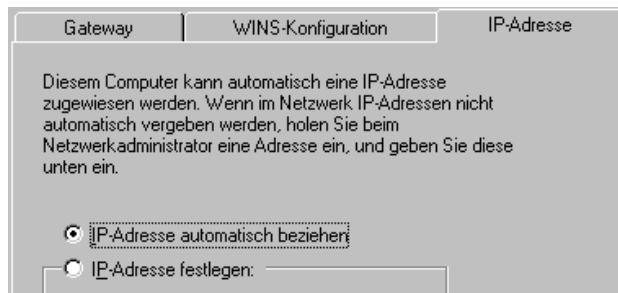 Gateway WINS-Konfiguration IP-Adresse
Diesem Computer kann automatisch eine IP-Adresse
zugewiesen werden. Wenn im Netzwerk IP-Adressen nicht
automatisch vergeben werden, holen Sie beim
Netzwerkadministrator eine Adresse ein, und geben Sie diese
unten ein.
IP-Adresse automatisch beziehen
IP-Adresse festlegen: